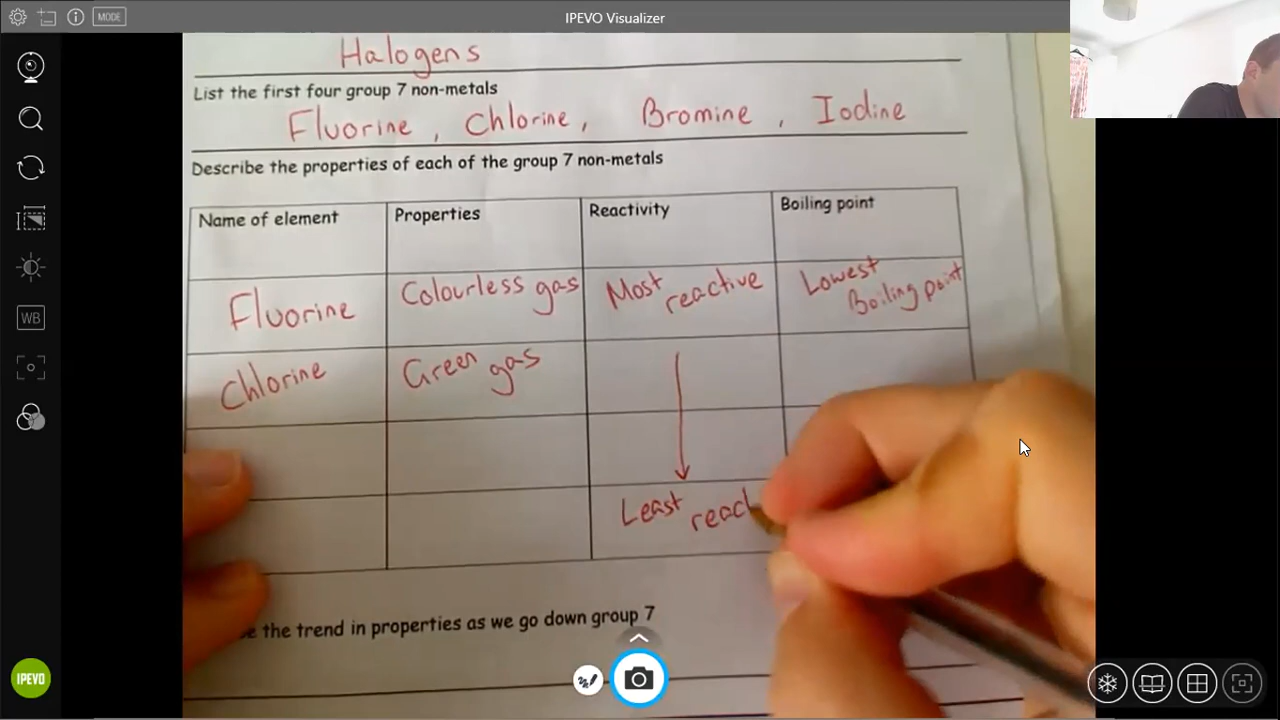 MODE
IPEVO Visualizer
Halogens
List the first four group 7 non-metals
Fluorine, Chlorine, Bromine, Iodine
Describe the properties of each of the group 7 non-metals
Name of element Properties Reactivity Boiling point
Fluorine Colourless gas Most reactive Lowest Boiling point
Chlorine Green gas
Least reac
the trend in properties as we go down group 7
WB
IPEVO